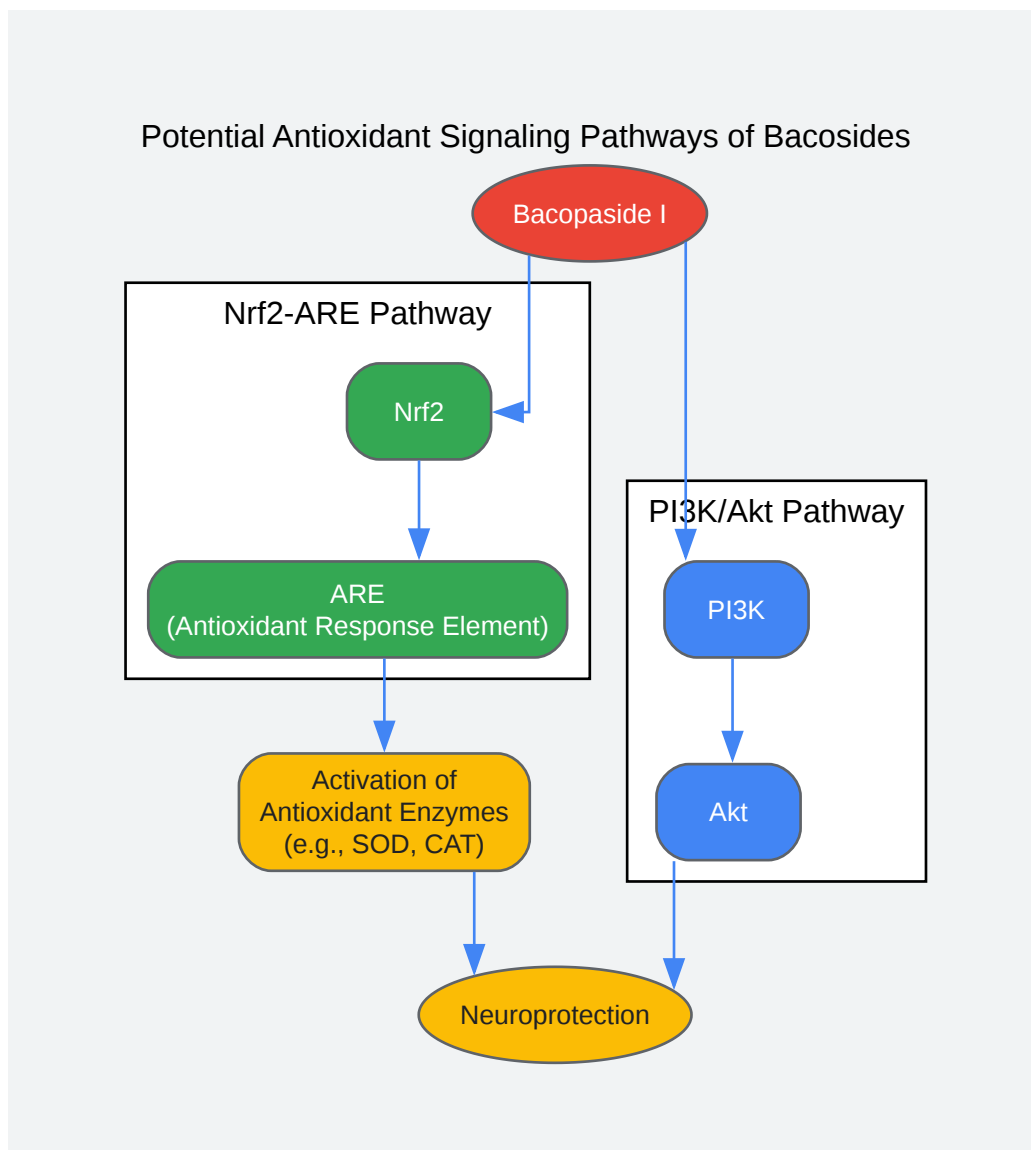 Potential Antioxidant Signaling Pathways of Bacosides
Bacopaside I
Nrf2-ARE Pathway
Nrf2
ARE
(Antioxidant Response Element)
PI3K/Akt Pathway
PI3K
Akt
Activation of
Antioxidant Enzymes
(e.g., SOD, CAT)
Neuroprotection